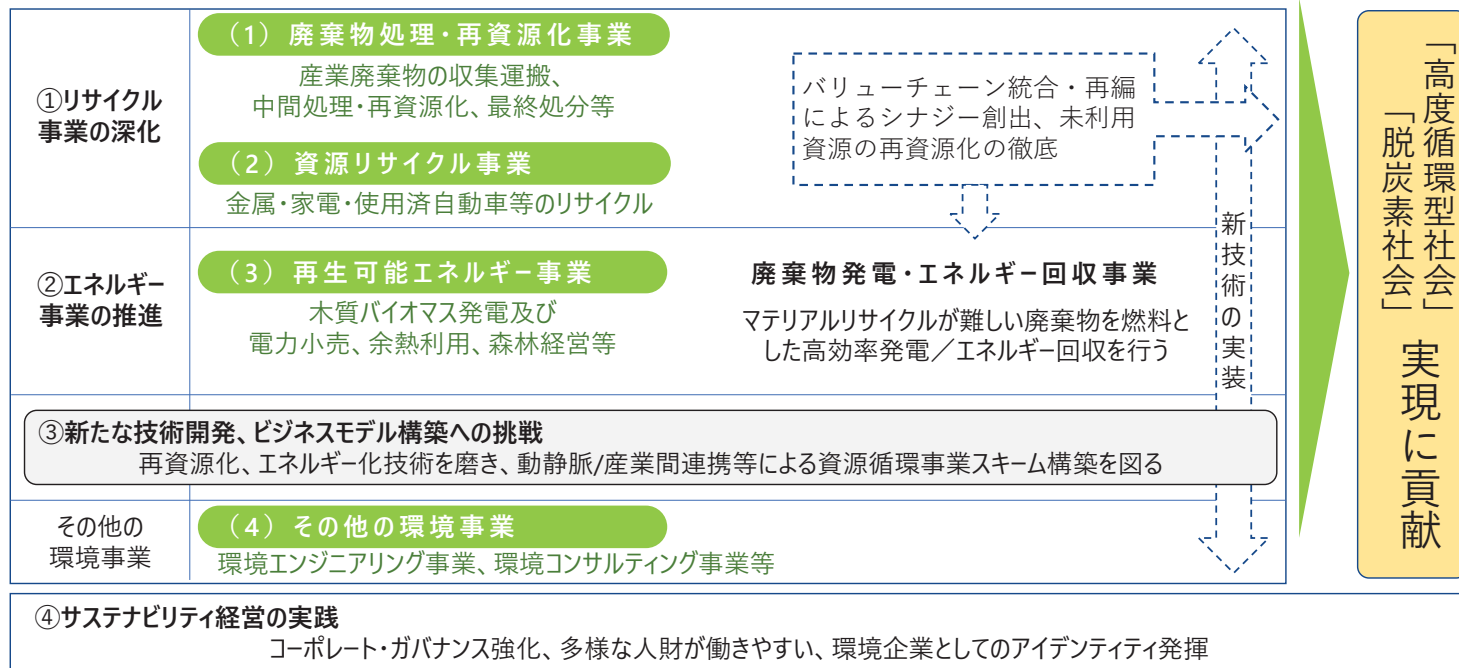 ①リサイクル
事業の深化
（1）廃棄物処理・再資源化事業
産業廃棄物の収集運搬、
中間処理・再資源化、最終処分等
（2）資源リサイクル事業
金属・家電・使用済自動車等のリサイクル
バリューチェーン統合・再編
によるシナジー創出、未利用
資源の再資源化の徹底
②エネルギー
事業の推進
（3）再生可能エネルギー事業
木質バイオマス発電及び
電力小売、余熱利用、森林経営等
廃棄物発電・エネルギー回収事業
マテリアルリサイクルが難しい廃棄物を燃料と
した高効率発電／エネルギー回収を行う
新技術の実装
③新たな技術開発、ビジネスモデル構築への挑戦
再資源化、エネルギー化技術を磨き、動静脈/産業間連携等による資源循環事業スキーム構築を図る
その他の
環境事業
（4）その他の環境事業
環境エンジニアリング事業、環境コンサルティング事業等
④サステナビリティ経営の実践
コーポレート・ガバナンス強化、多様な人財が働きやすい、環境企業としてのアイデンティティ発揮
「高度循環型社会」
「脱炭素社会」
実現に貢献